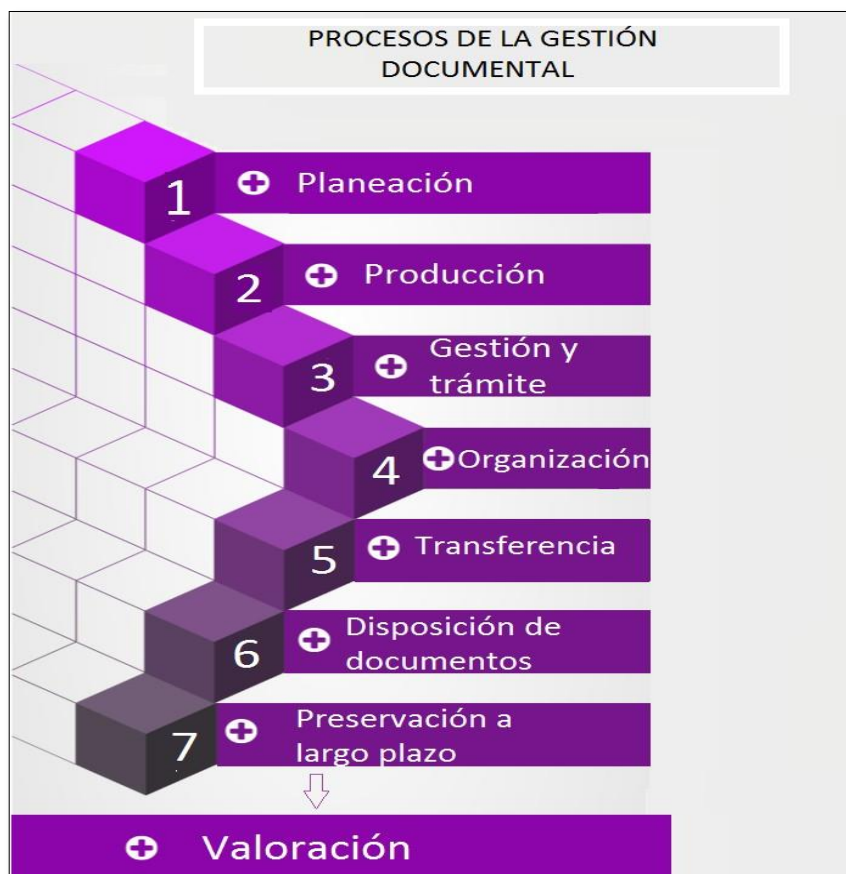 PROCESOS DE LA GESTIÓN
DOCUMENTAL
1 Planeación
2 Producción
3 Gestión y
trámite
4 Organización
5 Transferencia
6 Disposición de
documentos
7 Preservación a
largo plazo
Valoración